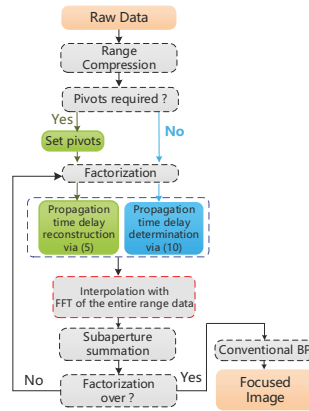 Raw Data
Range
Compression
Pivots required ?
Yes
No
Set pivots
Factorization
Propagation
time delay
reconstruction
via (5)
Propagation
time delay
determination
via (10)
Interpolation with
FFT of the entire range data
Subaperture
summation
No
Factorization
over ?
Yes
Conventional BP
Focused
Image